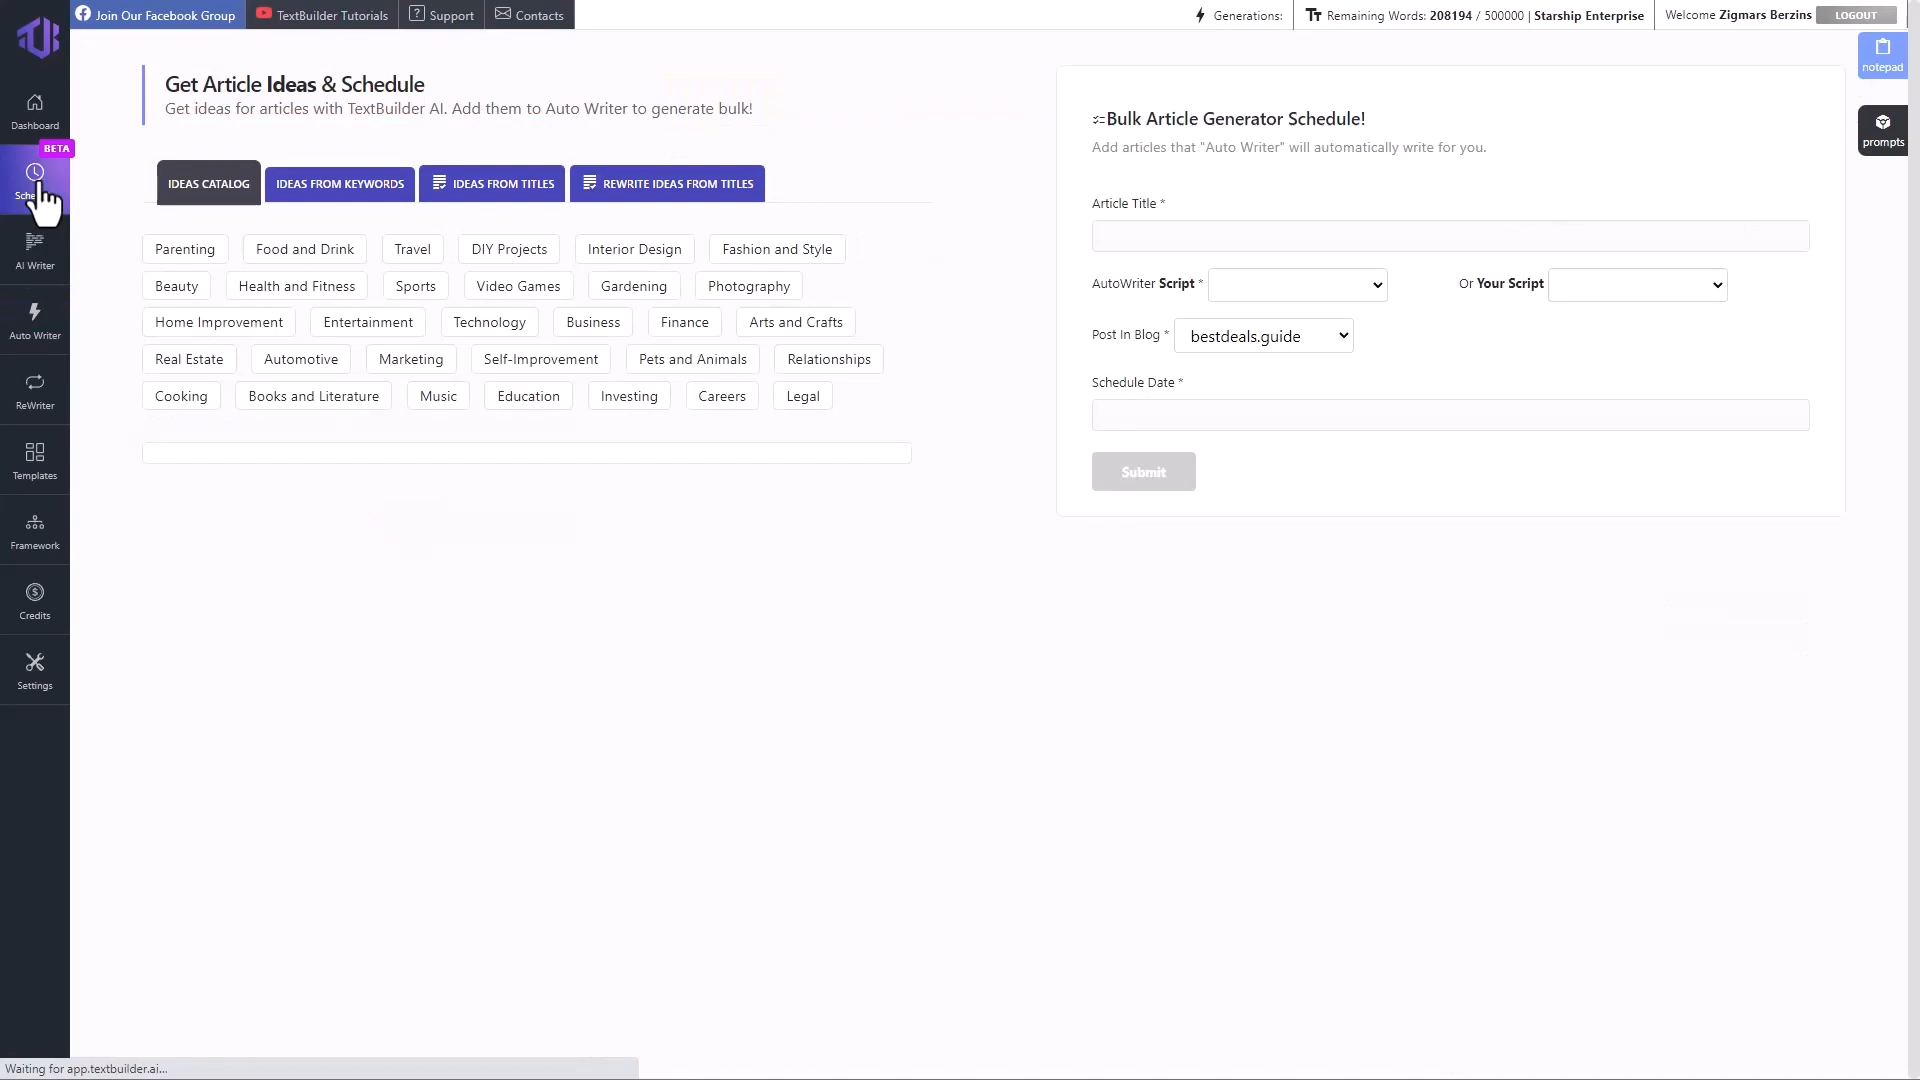 Join Our Facebook Group
TextBuilder Tutorials
Support
Contacts
Generations:
Remaining Words: 208194 / 500000 | Starship Enterprise
Welcome Zigmars Berzins
LOGOUT
notepad
prompts
Dashboard
BETA
AI Writer
Auto Writer
ReWriter
Templates
Framework
Credits
Settings
Get Article Ideas & Schedule
Get ideas for articles with TextBuilder AI. Add them to Auto Writer to generate bulk!
IDEAS CATALOG
IDEAS FROM KEYWORDS
IDEAS FROM TITLES
REWRITE IDEAS FROM TITLES
Parenting
Food and Drink
Travel
DIY Projects
Interior Design
Fashion and Style
Beauty
Health and Fitness
Sports
Video Games
Gardening
Photography
Home Improvement
Entertainment
Technology
Business
Finance
Arts and Crafts
Real Estate
Automotive
Marketing
Self-Improvement
Pets and Animals
Relationships
Cooking
Books and Literature
Music
Education
Investing
Careers
Legal
Bulk Article Generator Schedule!
Add articles that "Auto Writer" will automatically write for you.
Article Title *
AutoWriter Script *
Or Your Script
Post In Blog *
bestdeals.guide
Schedule Date *
Submit
Waiting for app.textbuilder.ai...